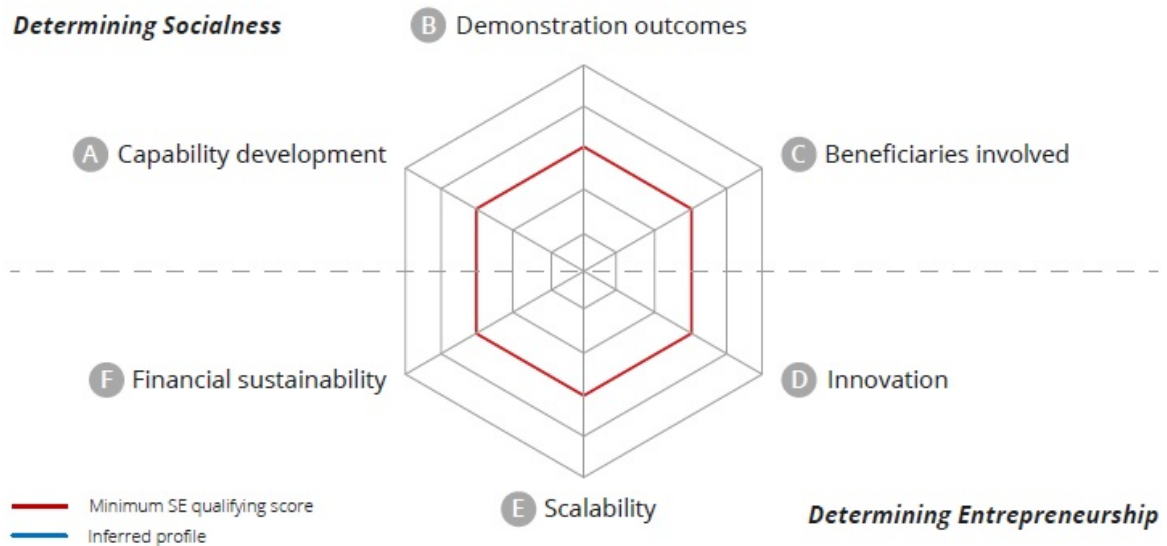 Determining Socialness
B Demonstration outcomes
A Capability development
C Beneficiaries involved
F Financial sustainability
D Innovation
E Scalability
Minimum SE qualifying score
Inferred profile
Determining Entrepreneurship